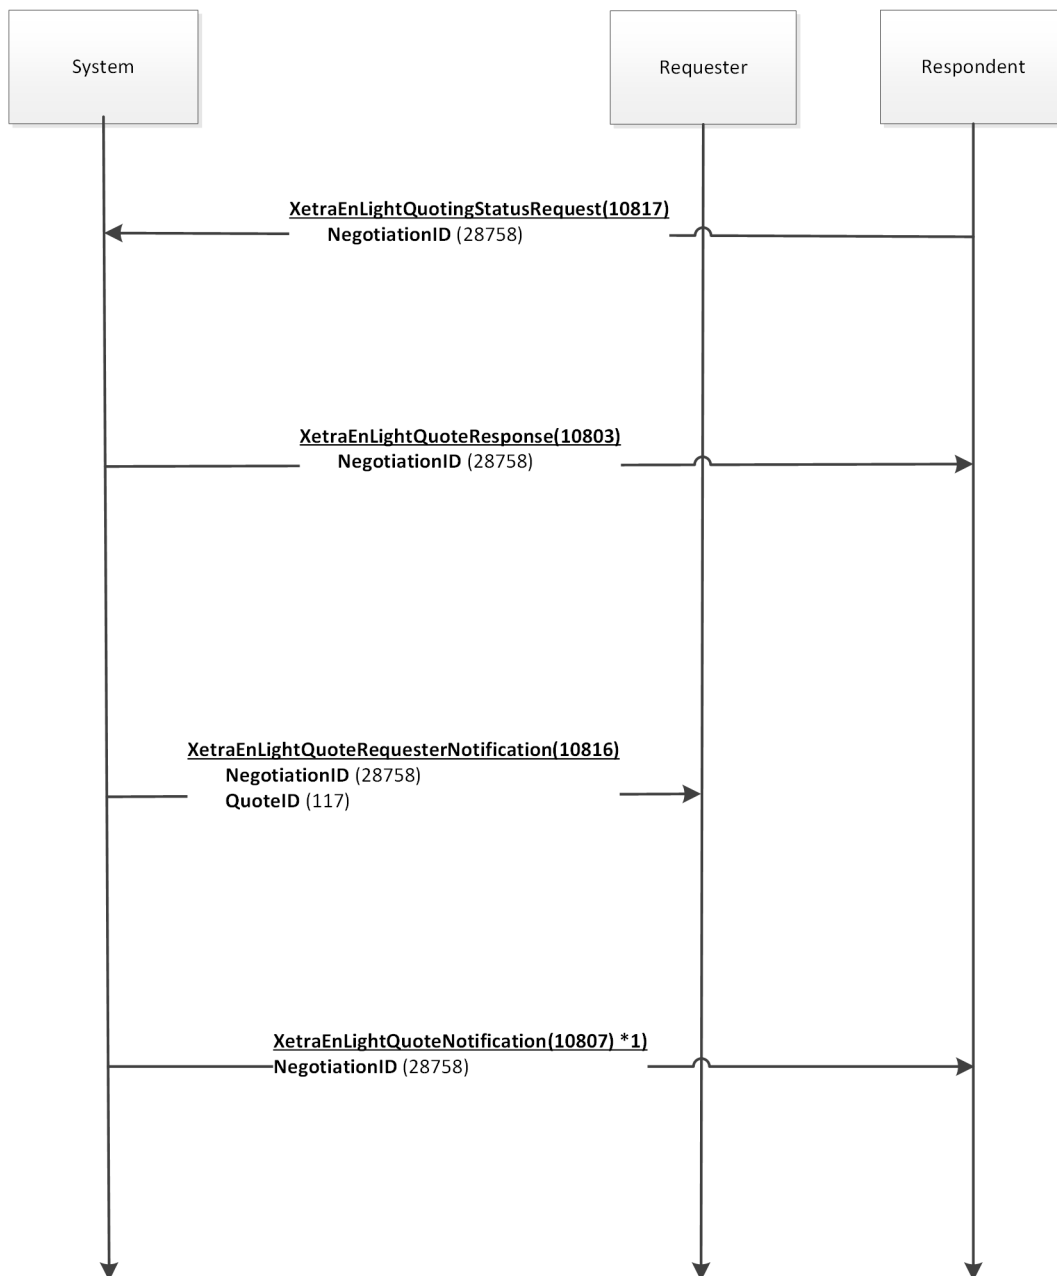 System
Requester
Respondent
XetraEnLightQuotingStatusRequest(10817)
NegotiationID (28758)
XetraEnLightQuoteResponse(10803)
NegotiationID (28758)
XetraEnLightQuoteRequesterNotification(10816)
NegotiationID (28758)
QuoteID (117)
XetraEnLightQuoteNotification(10807) *1)
NegotiationID (28758)